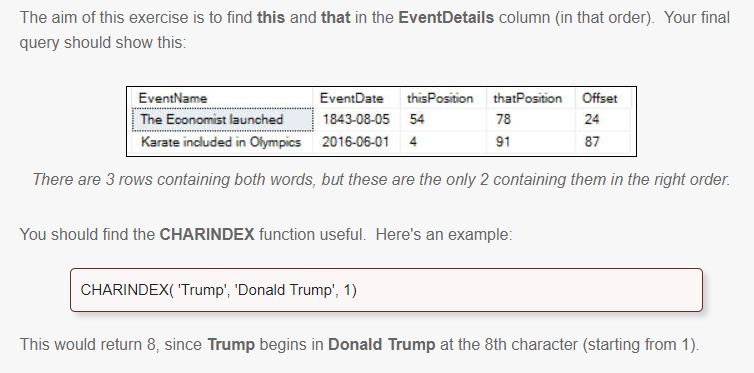 The aim of this exercise is to find this and that in the EventDetails column (in that order).  Your final
query should show this:
EventName EventDate thisPosition thatPosition Offset
The Economist launched 1843-08-05 54 78 24
Karate included in Olympics 2016-06-01 4 91 87
There are 3 rows containing both words, but these are the only 2 containing them in the right order.
You should find the CHARINDEX function useful.  Here's an example:
CHARINDEX( 'Trump', 'Donald Trump', 1)
This would return 8, since Trump begins in Donald Trump at the 8th character (starting from 1).